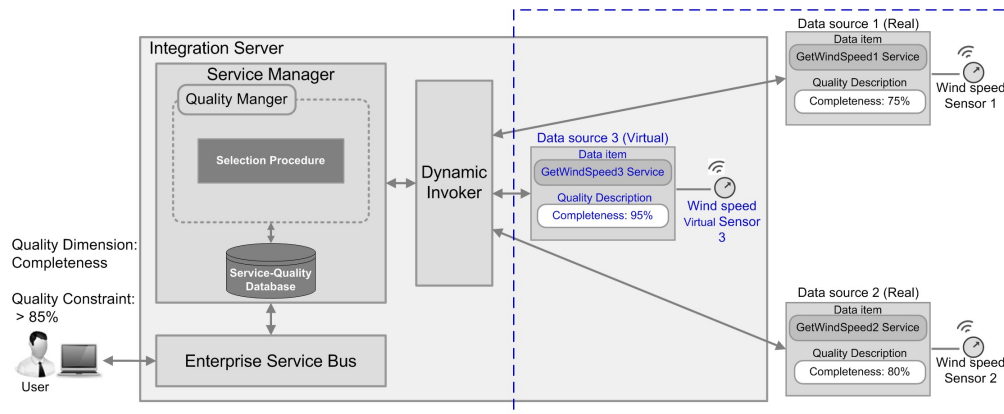 Integration Server
Service Manager
Quality Manger
Selection Procedure
Service-Quality
Database
Dynamic
Invoker
Enterprise Service Bus
Quality Dimension:
Completeness
Quality Constraint:
> 85%
User
Data source 1 (Real)
Data item
GetWindSpeed1 Service
Quality Description
Completeness: 75%
Wind speed
Sensor 1
Data source 3 (Virtual)
Data item
GetWindSpeed3 Service
Quality Description
Completeness: 95%
Wind speed
Virtual Sensor
3
Data source 2 (Real)
Data item
GetWindSpeed2 Service
Quality Description
Completeness: 80%
Wind speed
Sensor 2